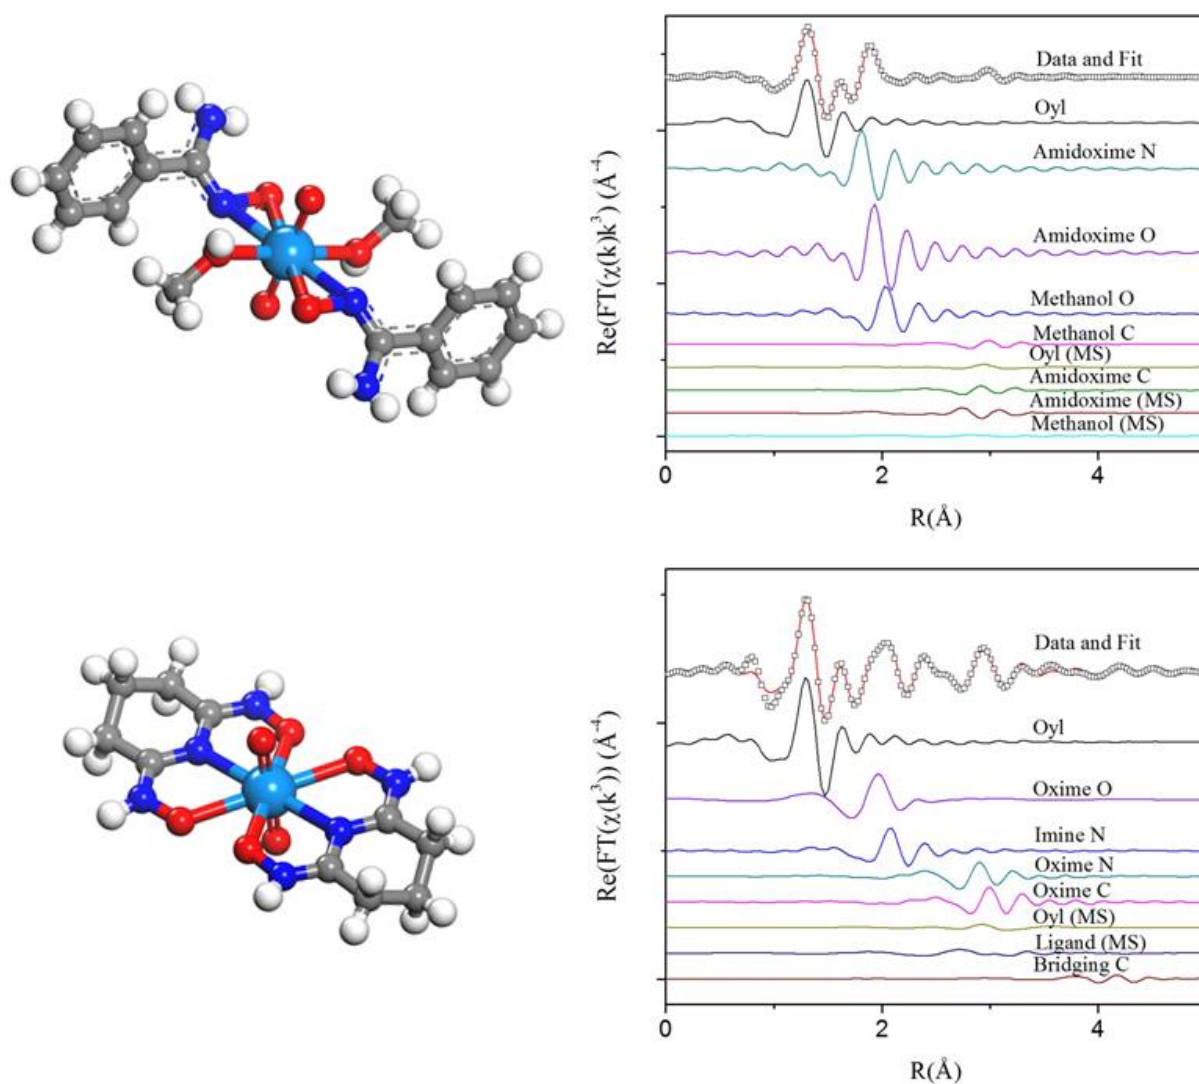 Re(FT(χ(k)k³) (Å⁻⁴)
Data and Fit
Oyl
Amidoxime N
Amidoxime O
Methanol O
Methanol C
Oyl (MS)
Amidoxime C
Amidoxime (MS)
Methanol (MS)
0 2 4
R(Å)
Re(FT(χ(k³)) (Å⁻⁴)
Data and Fit
Oyl
Oxime O
Imine N
Oxime N
Oxime C
Oyl (MS)
Ligand (MS)
Bridging C
0 2 4
R(Å)